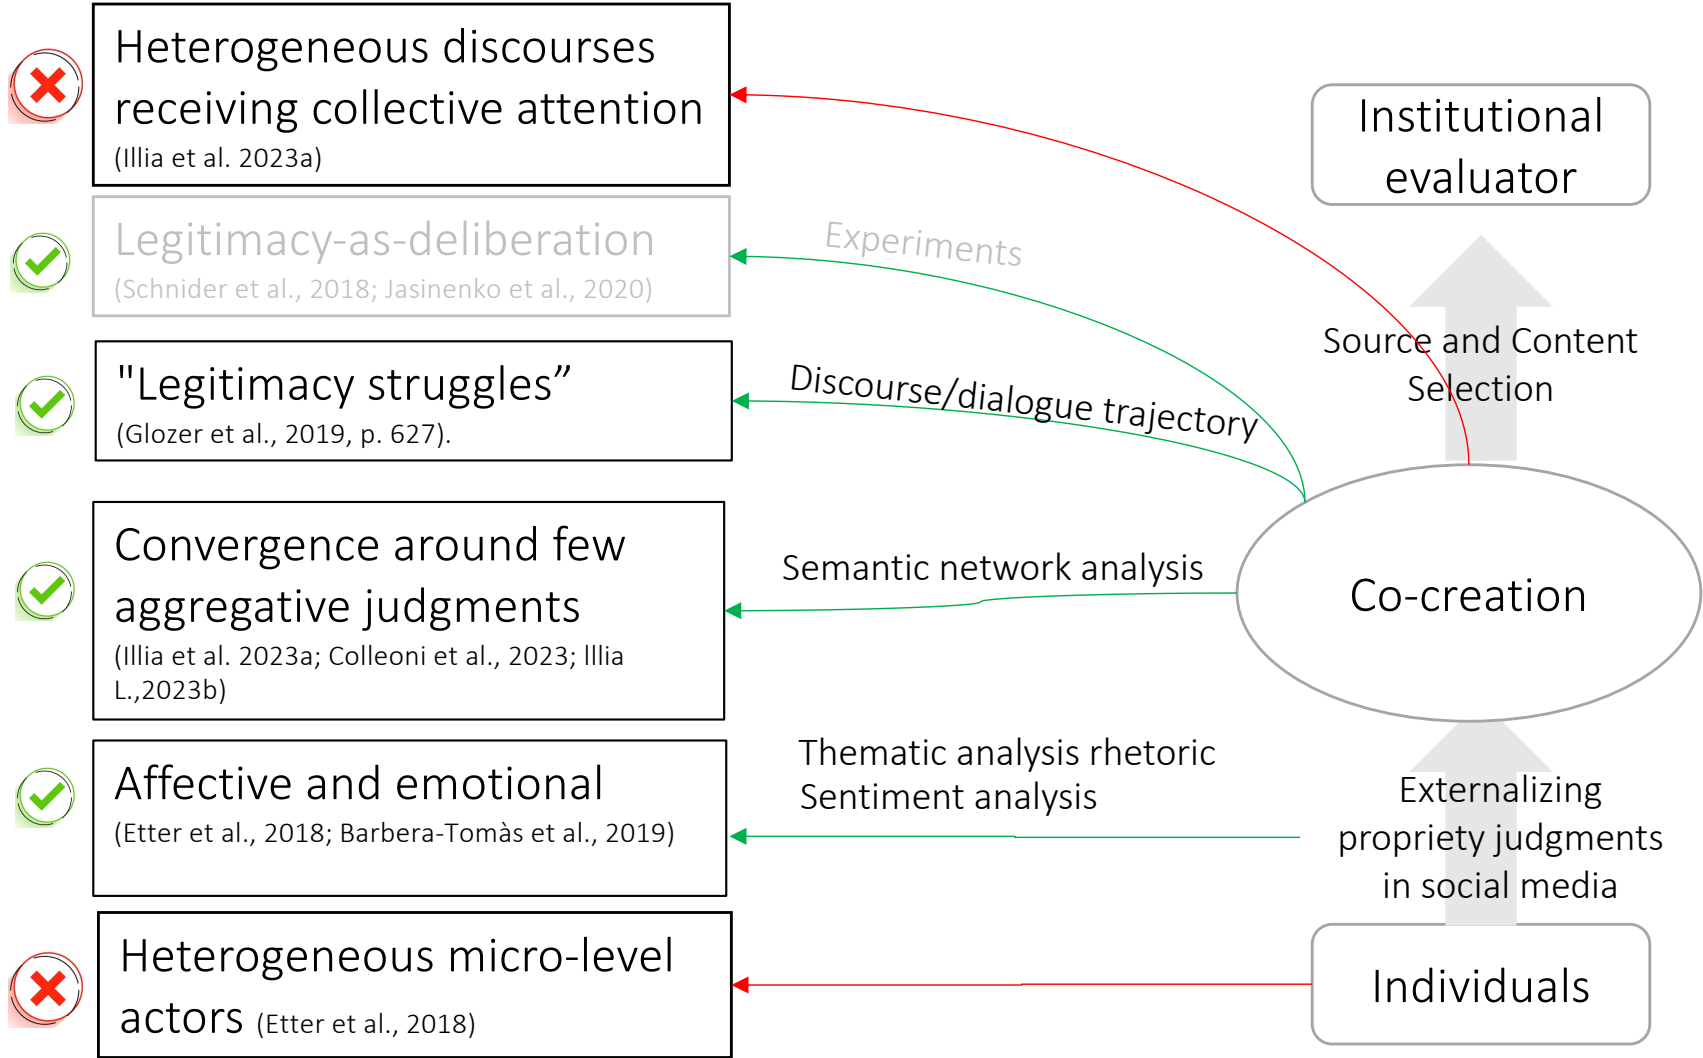 Heterogeneous discourses
receiving collective attention
(Illia et al. 2023a)
Legitimacy-as-deliberation
(Schnider et al., 2018; Jasinenko et al., 2020)
"Legitimacy struggles”
(Glozer et al., 2019, p. 627).
Convergence around few
aggregative judgments
(Illia et al. 2023a; Colleoni et al., 2023; Illia
L.,2023b)
Affective and emotional
(Etter et al., 2018; Barbera-Tomàs et al., 2019)
Heterogeneous micro-level
actors (Etter et al., 2018)
Experiments
Discourse/dialogue trajectory
Semantic network analysis
Thematic analysis rhetoric
Sentiment analysis
Institutional
evaluator
Source and Content
Selection
Co-creation
Externalizing
propriety judgments
in social media
Individuals